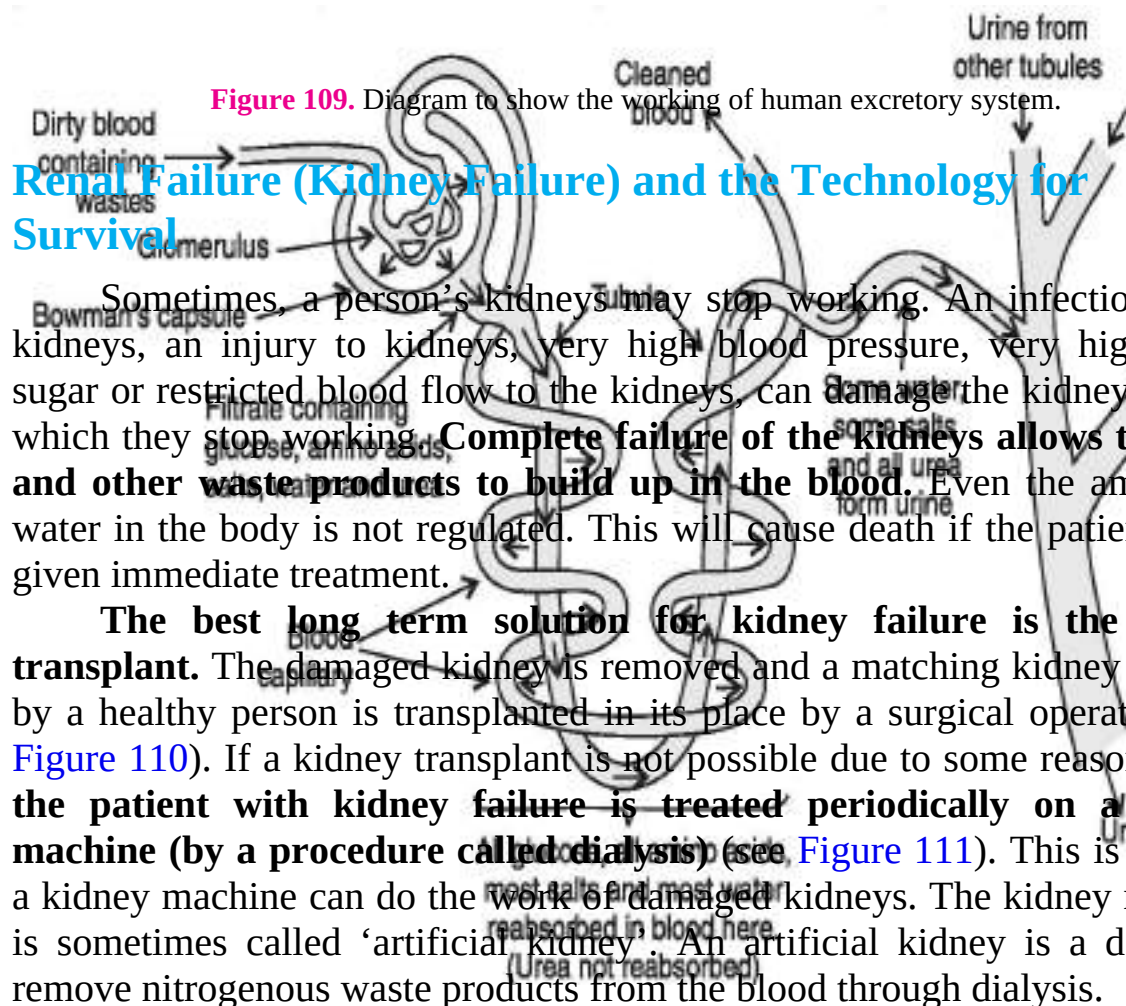 Urine from
other tubules
Cleaned
blood
Figure 109. Diagram to show the working of human excretory system.
Dirty blood
containing
wastes
Renal Failure (Kidney Failure) and the Technology for
Survival
Glomerulus
Bowman's capsule
Tubule
Sometimes, a person’s kidneys may stop working. An infectio
kidneys, an injury to kidneys, very high blood pressure, very hig
sugar or restricted blood flow to the kidneys, can damage the kidney
which they stop working. Complete failure of the kidneys allows t
and other waste products to build up in the blood. Even the am
water in the body is not regulated. This will cause death if the patien
given immediate treatment.
Filtrate containing
glucose, amino acids,
Some water,
some salts
and all urea
form urine
Blood
capillary
The best long term solution for kidney failure is the
transplant. The damaged kidney is removed and a matching kidney
by a healthy person is transplanted in its place by a surgical operat
Figure 110). If a kidney transplant is not possible due to some reaso
the patient with kidney failure is treated periodically on a
machine (by a procedure called dialysis) (see Figure 111). This is
a kidney machine can do the work of damaged kidneys. The kidney
is sometimes called ‘artificial kidney’. An artificial kidney is a d
remove nitrogenous waste products from the blood through dialysis.
most salts and most water
reabsorbed in blood here.
(Urea not reabsorbed)